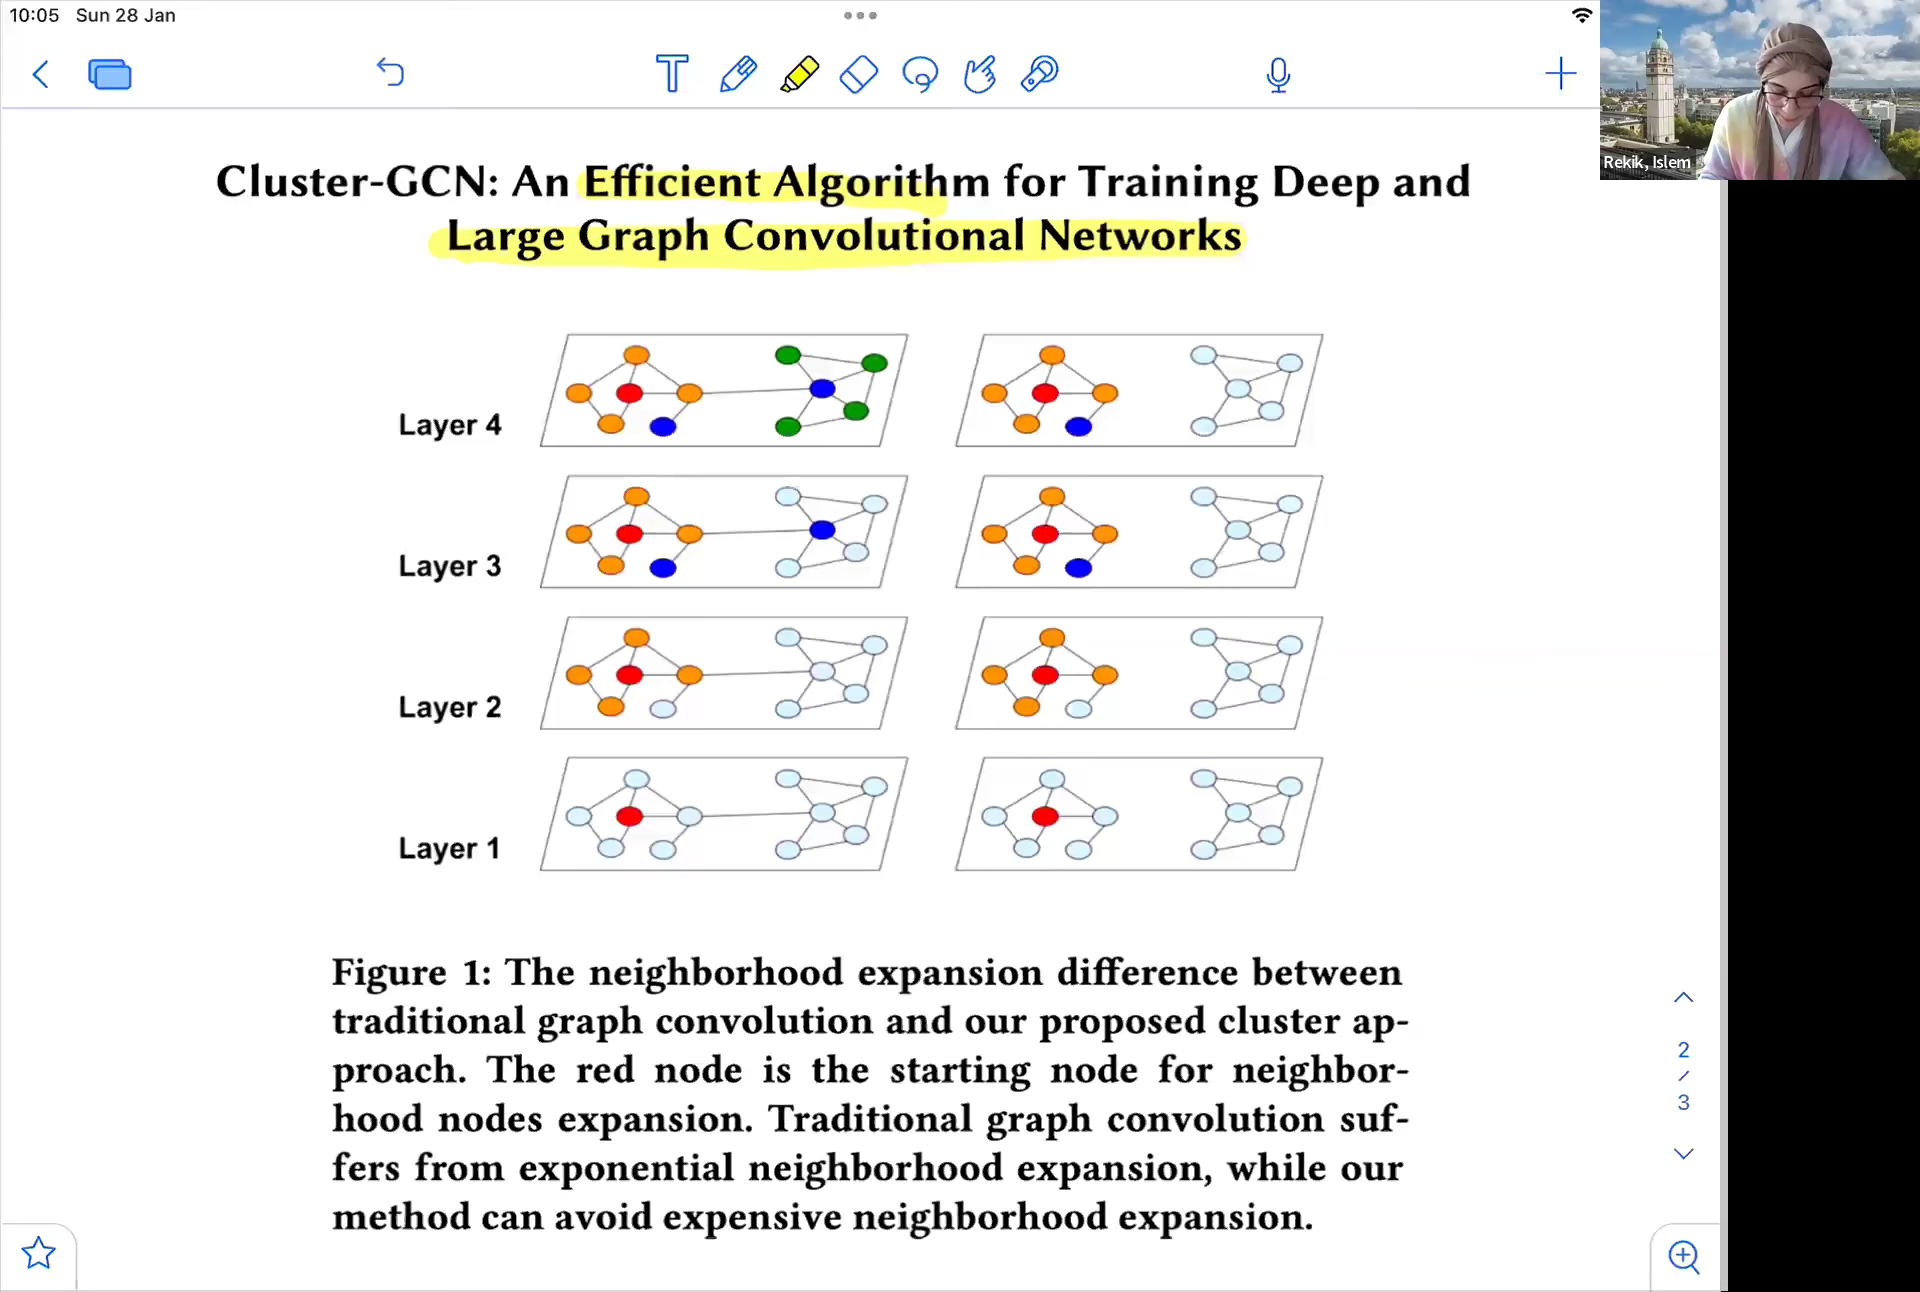 10:05 Sun 28 Jan
Rekik, Islem
Cluster-GCN: An Efficient Algorithm for Training Deep and
Large Graph Convolutional Networks
Layer 4
Layer 3
Layer 2
Layer 1
Figure 1: The neighborhood expansion difference between
traditional graph convolution and our proposed cluster ap-
proach. The red node is the starting node for neighbor-
hood nodes expansion. Traditional graph convolution suf-
fers from exponential neighborhood expansion, while our
method can avoid expensive neighborhood expansion.
2
/
3